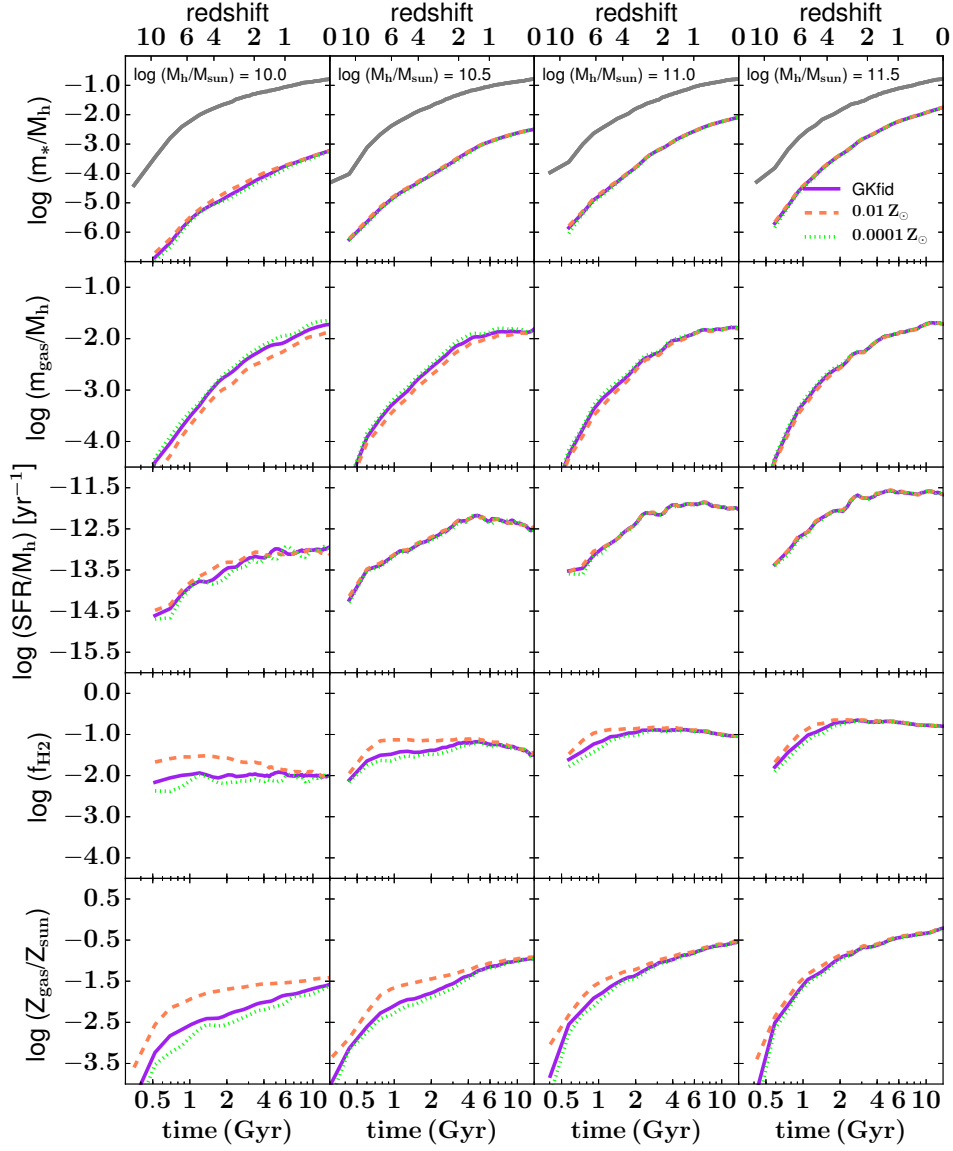 redshift redshift redshift redshift
10 6 4 2 1 0 10 6 4 2 1 0 10 6 4 2 1 0 10 6 4 2 1 0
log (m*/Mh)
−1.0
−2.0
−3.0
−4.0
−5.0
−6.0
log (Mh/Msun) = 10.0
log (Mh/Msun) = 10.5
log (Mh/Msun) = 11.0
log (Mh/Msun) = 11.5
GKfid
0.01 Z⊙
0.0001 Z⊙
log (mgas/Mh)
−1.0
−2.0
−3.0
−4.0
log (SFR/Mh) [yr−1]
−11.5
−12.5
−13.5
−14.5
−15.5
log (fH2)
0.0
−1.0
−2.0
−3.0
−4.0
log (Zgas/Zsun)
0.5
−0.5
−1.5
−2.5
−3.5
0.5 1 2 4 6 10 0.5 1 2 4 6 10 0.5 1 2 4 6 10 0.5 1 2 4 6 10
time (Gyr) time (Gyr) time (Gyr) time (Gyr)